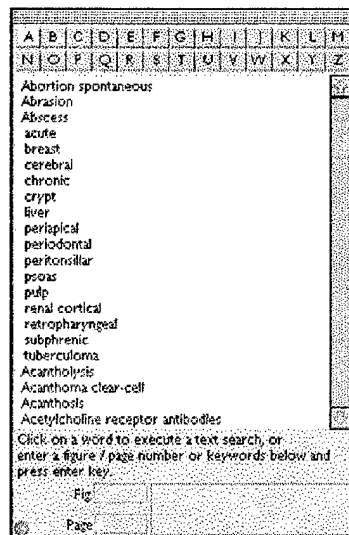 A B C D E F G H I J K L M
N O P Q R S T U V W X Y Z
Abortion spontaneous
Abrasion
Abscess
acute
breast
cerebral
chronic
crypt
liver
periapical
periodontal
peritonsillar
psoas
pulp
renal cortical
retropharyngeal
subphrenic
tuberculoma
Acantholysis
Acanthoma clear-cell
Acanthosis
Acetylcholine receptor antibodies
Click on a word to execute a text search, or
enter a figure / page number or keywords below and
press enter key.
Fig
Page